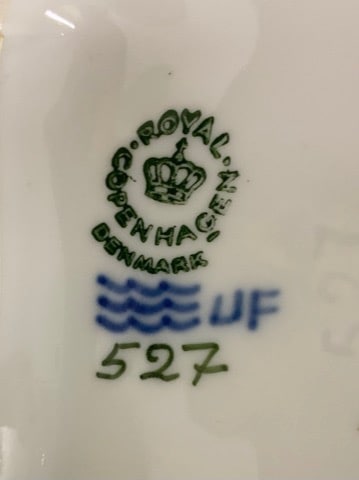 ROYAL
COPENHAGEN
DENMARK
UF
527